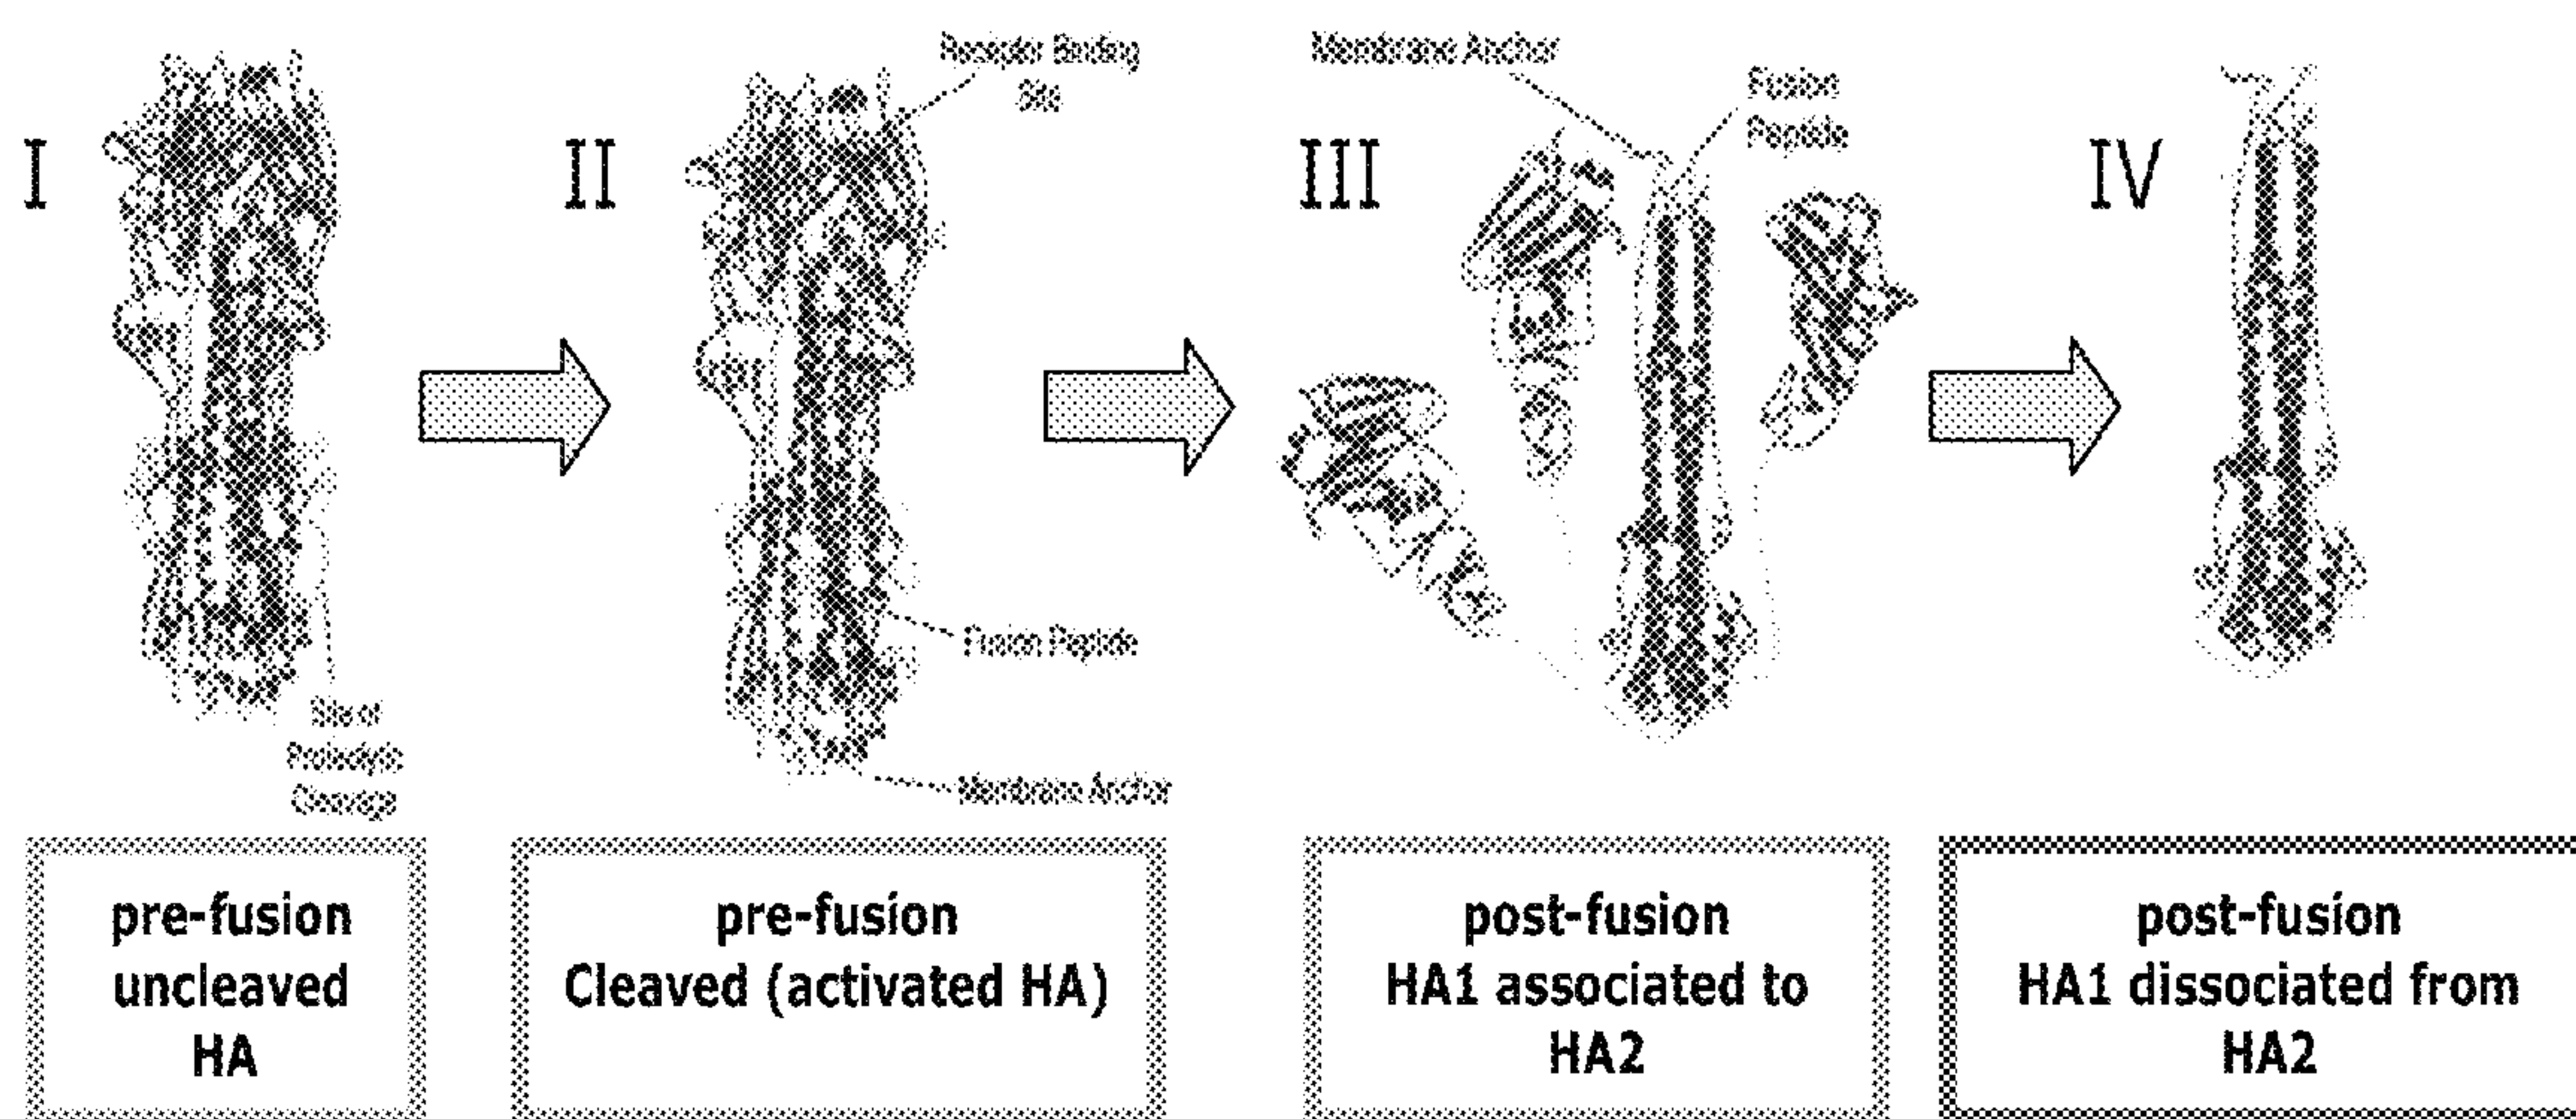 I
II
III
IV
Receptor Binding
Site
Membrane Anchor
Fusion
Peptide
Fusion Peptide
Membrane Anchor
Site of
Proteolytic
Cleavage
pre-fusion
uncleaved
HA
pre-fusion
Cleaved (activated HA)
post-fusion
HA1 associated to
HA2
post-fusion
HA1 dissociated from
HA2